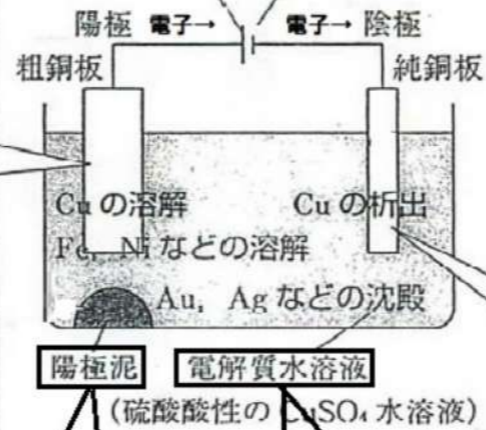 陽極 電子→ 電子→ 陰極
粗銅板 純銅板
Cuの溶解 Cuの析出
Fe, Niなどの溶解
Au, Agなどの沈殿
陽極泥 電解質水溶液
(硫酸酸性のCuSO₄水溶液)